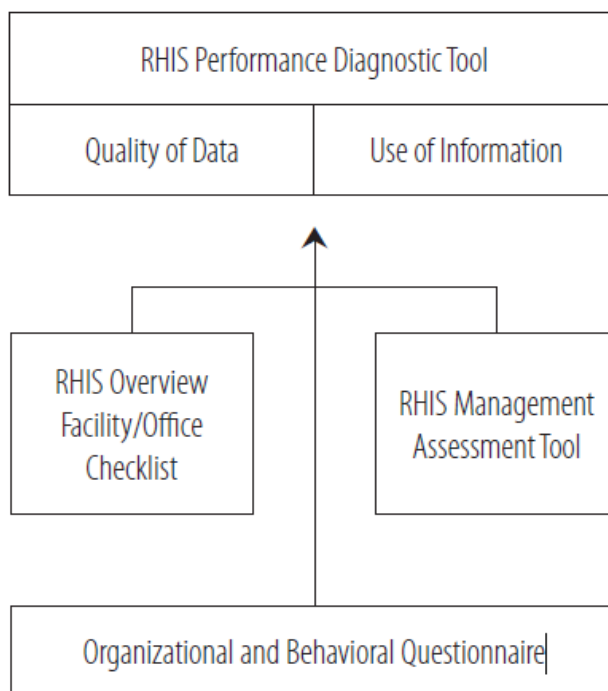 RHIS Performance Diagnostic Tool
Quality of Data
Use of Information
RHIS Overview
Facility/Office
Checklist
RHIS Management
Assessment Tool
Organizational and Behavioral Questionnaire